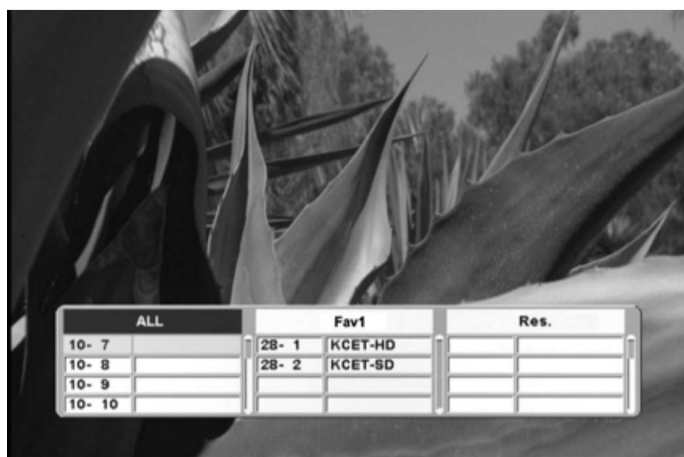 ALL Fav1 Res.
10- 7 28- 1 KCET-HD
10- 8 28- 2 KCET-SD
10- 9
10- 10